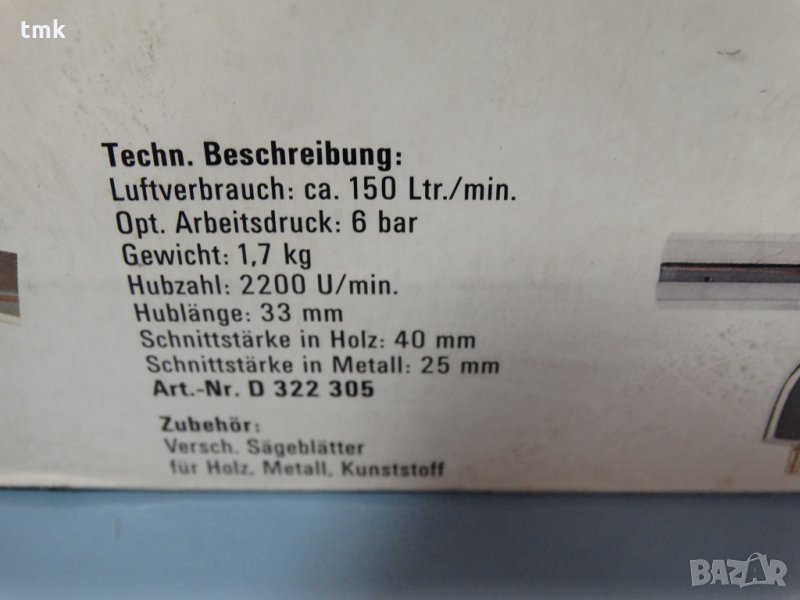 tmk
Techn. Beschreibung:
Luftverbrauch: ca. 150 Ltr./min.
Opt. Arbeitsdruck: 6 bar
Gewicht: 1,7 kg
Hubzahl: 2200 U/min.
Hublänge: 33 mm
Schnittstärke in Holz: 40 mm
Schnittstärke in Metall: 25 mm
Art.-Nr. D 322 305
Zubehör:
Versch. Sägeblätter
für Holz, Metall, Kunststoff
BAZAR